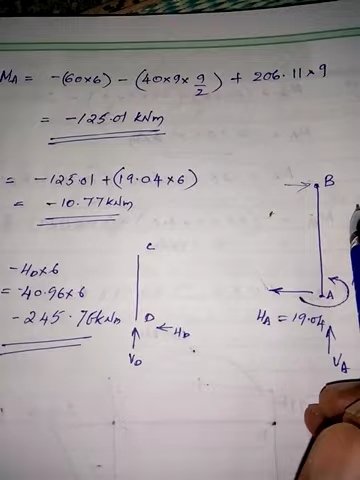 MA = -(60×6) - (40×9×9/2) + 206.11×9
= -125.01 kNm
= -125.01 + (19.04×6)
= -10.77 kNm
-HD×6
= -40.96×6
-245.76 kNm
C
D
HD
VD
B
A
HA = 19.04
VA